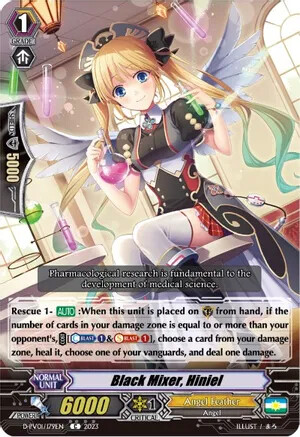 1
GRADE
SHIELD
5000
Pharmacological research is fundamental to the
development of medical science.
Rescue 1- AUTO :When this unit is placed on from hand, if the
number of cards in your damage zone is equal to or more than your
opponent's, [BLAST 1 & BLAST 1], choose a card from your damage
zone, heal it, choose one of your vanguards, and deal one damage.
NORMAL
UNIT
Black Mixer, Hiniel
POWER
6000
1
CRITICAL
Angel Feather
Angel
D-PV01/179EN C 2023
ILLUST /